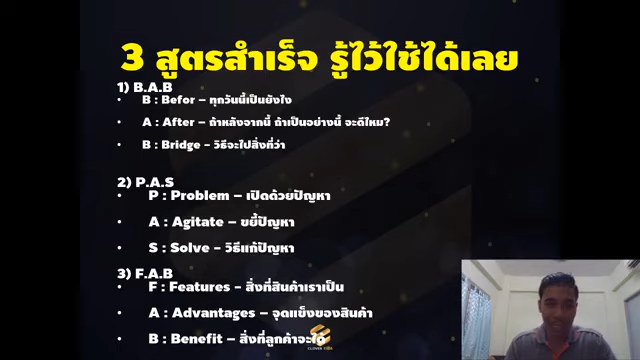 3 สูตรสำเร็จ รู้ไว้ใช้ได้เลย
1) B.A.B
• B : Befor – ทุกวันนี้เป็นยังไง
• A : After – ถ้าหลังจากนี้ ถ้าเป็นอย่างนี้ จะดีไหม?
• B : Bridge - วิธีจะไปสิ่งที่ว่า
2) P.A.S
• P : Problem – เปิดด้วยปัญหา
• A : Agitate – ขยี้ปัญหา
• S : Solve - วิธีแก้ปัญหา
3) F.A.B
• F : Features - สิ่งที่สินค้าเราเป็น
• A : Advantages – จุดแข็งของสินค้า
• B : Benefit – สิ่งที่ลูกค้าจะได้